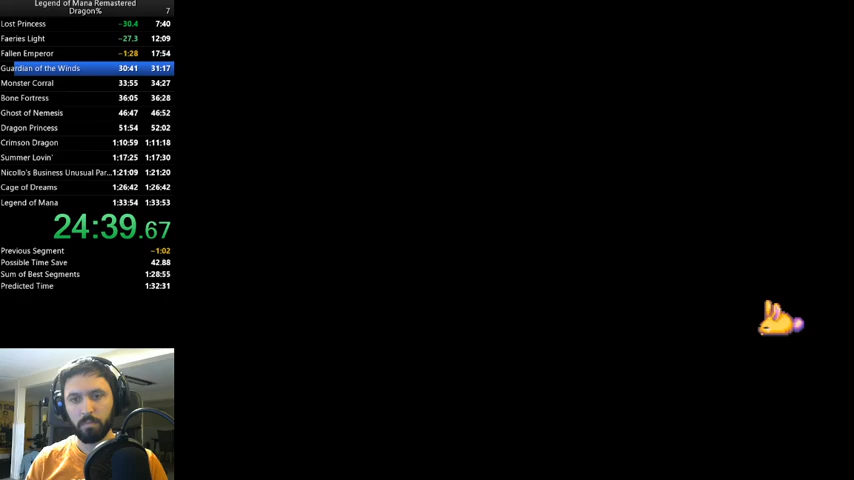 Legend of Mana Remastered
Dragon% 7
Lost Princess −30.4 7:40
Faeries Light −27.3 12:09
Fallen Emperor −1:28 17:54
Guardian of the Winds 30:41 31:17
Monster Corral 33:55 34:27
Bone Fortress 36:05 36:28
Ghost of Nemesis 46:47 46:52
Dragon Princess 51:54 52:02
Crimson Dragon 1:10:59 1:11:18
Summer Lovin' 1:17:25 1:17:30
Nicollo's Business Unusual Par... 1:21:09 1:21:20
Cage of Dreams 1:26:42 1:26:42
Legend of Mana 1:33:54 1:33:53
24:39.67
Previous Segment −1:02
Possible Time Save 42.88
Sum of Best Segments 1:28:55
Predicted Time 1:32:31